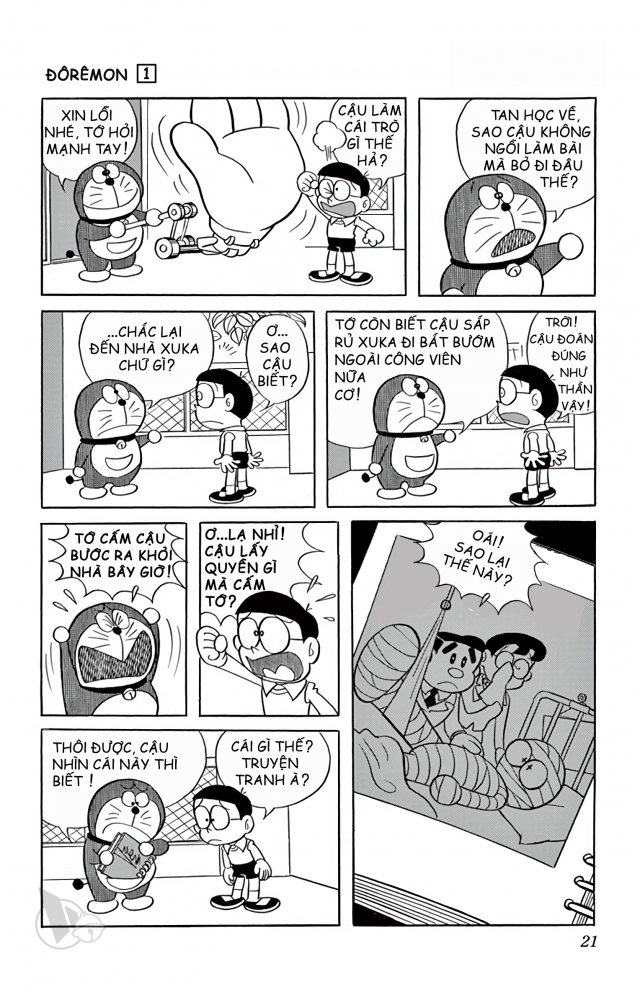 ĐÔRÊMON 1
XIN LỖI
NHÉ, TỚ HỎI
MẠNH TAY!
CẬU LÀM
CÁI TRÒ
GÌ THẾ
HẢ?
TAN HỌC VỀ,
SAO CẬU KHÔNG
NGỒI LÀM BÀI
MÀ BỎ ĐI ĐÂU
THẾ?
...CHẮC LẠI
ĐẾN NHÀ XUKA
CHỨ GÌ?
Ơ...
SAO
CẬU
BIẾT?
TỚ CÒN BIẾT CẬU SẮP
RỦ XUKA ĐI BẮT BƯỚM
NGOÀI CÔNG VIÊN
NỮA
CƠ!
TRỜI!
CẬU ĐOÁN
ĐÚNG
NHƯ
THẦN
VẬY!
TỚ CẤM CẬU
BƯỚC RA KHỎI
NHÀ BÂY GIỜ!
Ơ...LẠ NHỈ!
CẬU LẤY
QUYỀN GÌ
MÀ CẤM
TỚ?
OÁI!
SAO LẠI
THẾ NÀY?
THÔI ĐƯỢC, CẬU
NHÌN CÁI NÀY THÌ
BIẾT !
CÁI GÌ THẾ?
TRUYỆN
TRANH À?
21